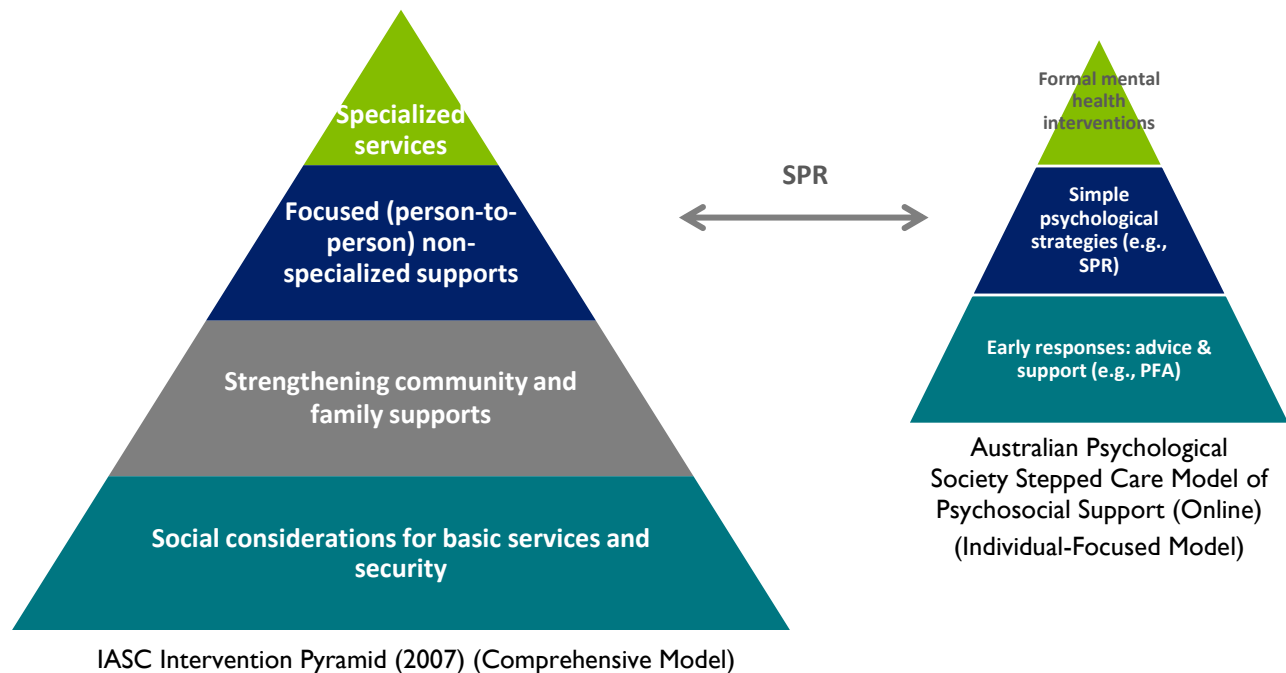 Specialized
services
Focused (person-to-
person) non-
specialized supports
Strengthening community and
family supports
Social considerations for basic services and
security
IASC Intervention Pyramid (2007) (Comprehensive Model)
SPR
Formal mental
health
interventions
Simple
psychological
strategies (e.g.,
SPR)
Early responses: advice &
support (e.g., PFA)
Australian Psychological
Society Stepped Care Model of
Psychosocial Support (Online)
(Individual-Focused Model)